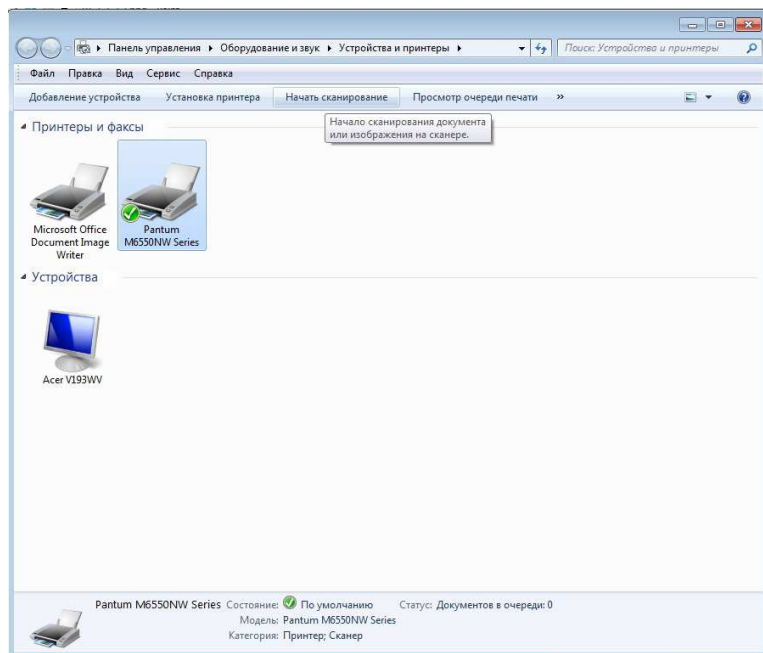 Панель управления ▸ Оборудование и звук ▸ Устройства и принтеры ▸
Поиск: Устройства и принтеры
Файл Правка Вид Сервис Справка
Добавление устройства Установка принтера Начать сканирование Просмотр очереди печати »
Начало сканирования документа
или изображения на сканере.
Принтеры и факсы
Microsoft Office
Document Image
Writer
Pantum
M6550NW Series
Устройства
Acer V193WV
Pantum M6550NW Series Состояние: По умолчанию Статус: Документов в очереди: 0
Модель: Pantum M6550NW Series
Категория: Принтер; Сканер